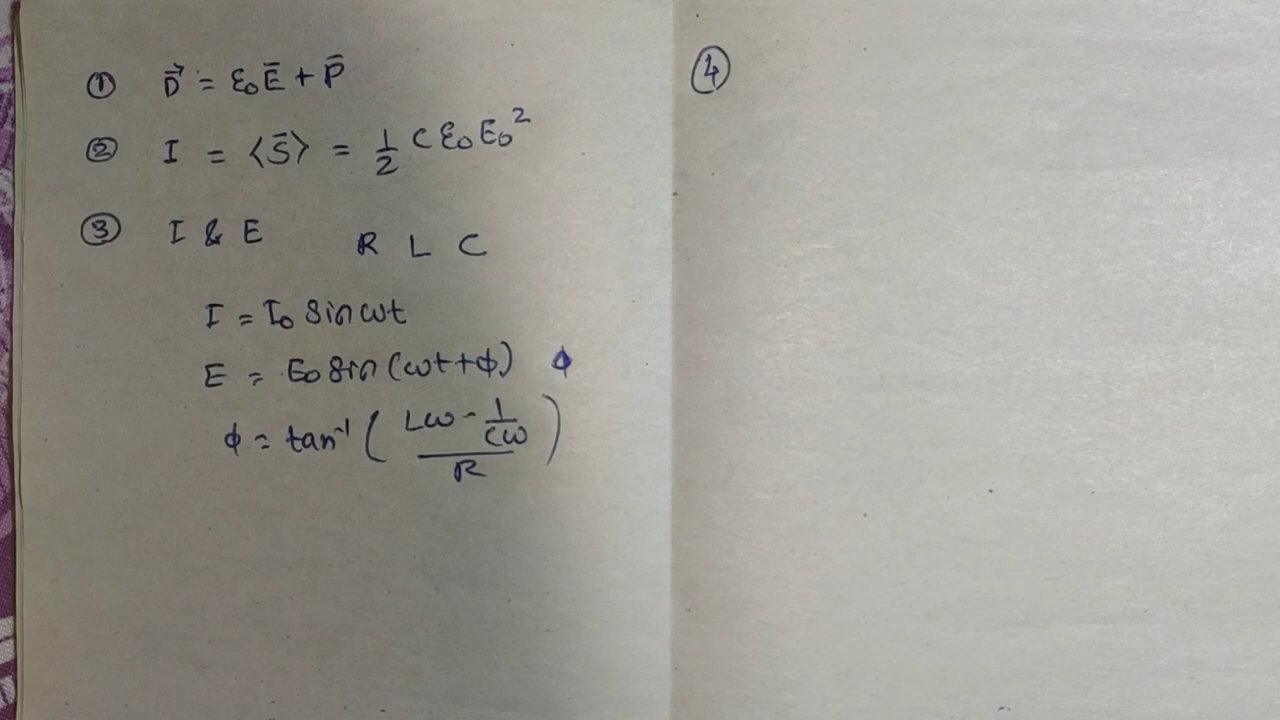 ① D⃗ = ε₀E̅ + P̅
② I = ⟨S̅⟩ = 1/2 c ε₀ E₀²
③ I & E R L C
I = I₀ sin ωt
E = E₀ sin (ωt + ϕ) ϕ
ϕ = tan⁻¹ ( (Lω - 1/(Cω)) / R )
④